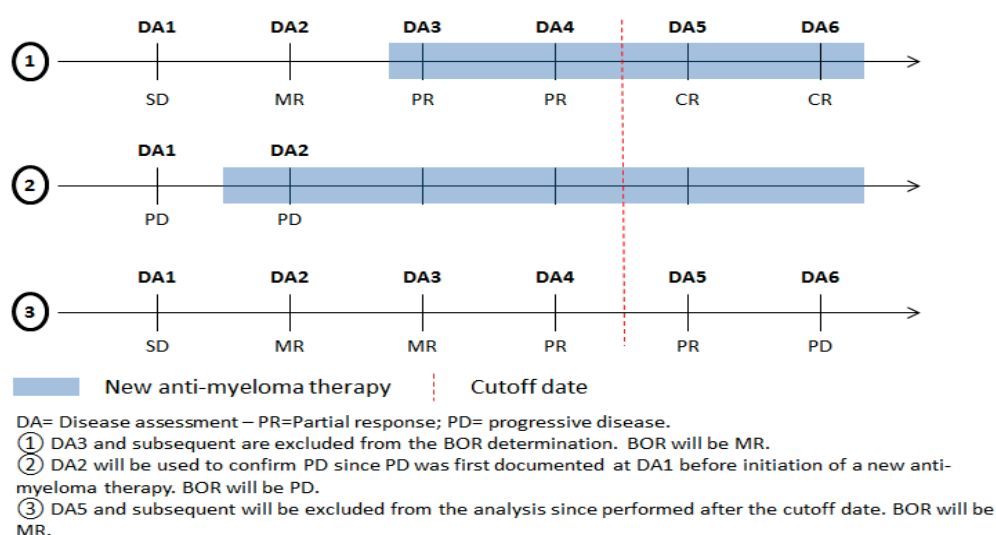 DA1 DA2 DA3 DA4 DA5 DA6
1
SD MR PR PR CR CR
DA1 DA2
2
PD PD
DA1 DA2 DA3 DA4 DA5 DA6
3
SD MR MR PR PR PD
New anti-myeloma therapy Cutoff date
DA= Disease assessment – PR=Partial response; PD= progressive disease.
① DA3 and subsequent are excluded from the BOR determination. BOR will be MR.
② DA2 will be used to confirm PD since PD was first documented at DA1 before initiation of a new anti-
myeloma therapy. BOR will be PD.
③ DA5 and subsequent will be excluded from the analysis since performed after the cutoff date. BOR will be
MR.